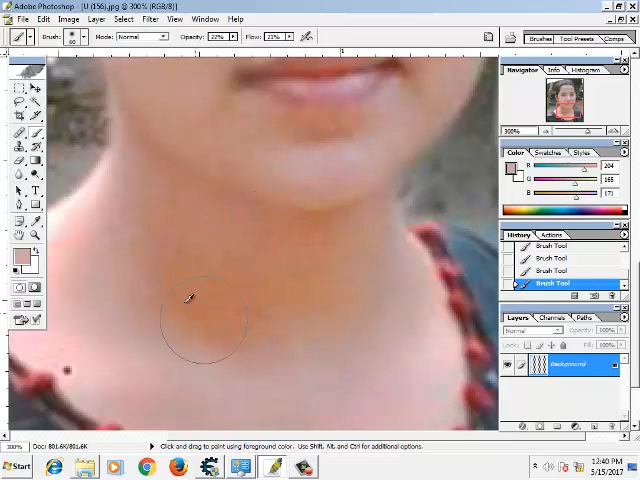 Adobe Photoshop - [U (156).jpg @ 300% (RGB/8)]
File Edit Image Layer Select Filter View Window Help
Brush: 60 Mode: Normal Opacity: 22% Flow: 21% Brushes Tool Presets Comps
1
Navigator Info Histogram
300%
Color Swatches Styles
R 204
G 165
B 171
History Actions
Brush Tool
Brush Tool
Brush Tool
Brush Tool
Layers Channels Paths
Normal Opacity: 100%
Lock: Fill: 100%
Background
T
300% Doc: 801.6K/801.6K Click and drag to paint using foreground color. Use Shift, Alt, and Ctrl for additional options.
Start
12:40 PM
5/15/2017